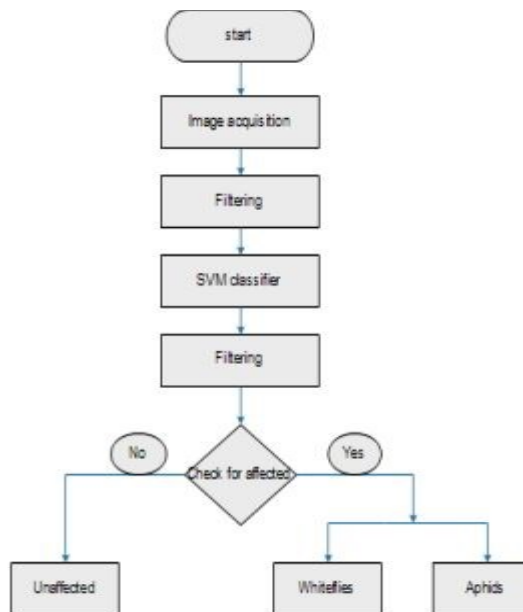 start
Image acquisition
Filtering
SVM classifier
Filtering
Check for affected
No
Yes
Unaffected
Whiteflies
Aphids